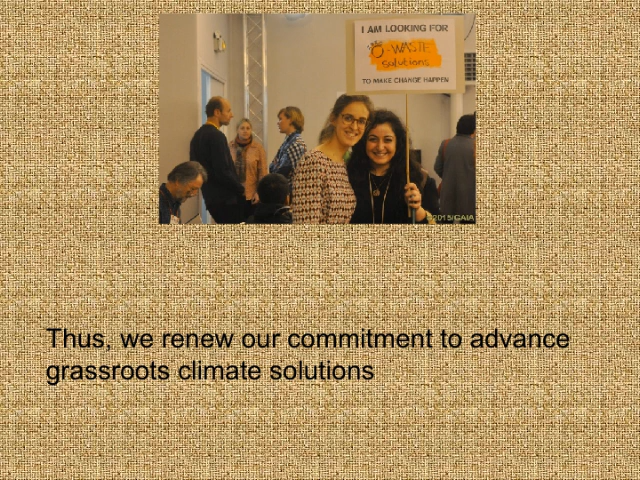 I AM LOOKING FOR
O-WASTE
solutions
TO MAKE CHANGE HAPPEN
©2015/GAIA
Thus, we renew our commitment to advance
grassroots climate solutions